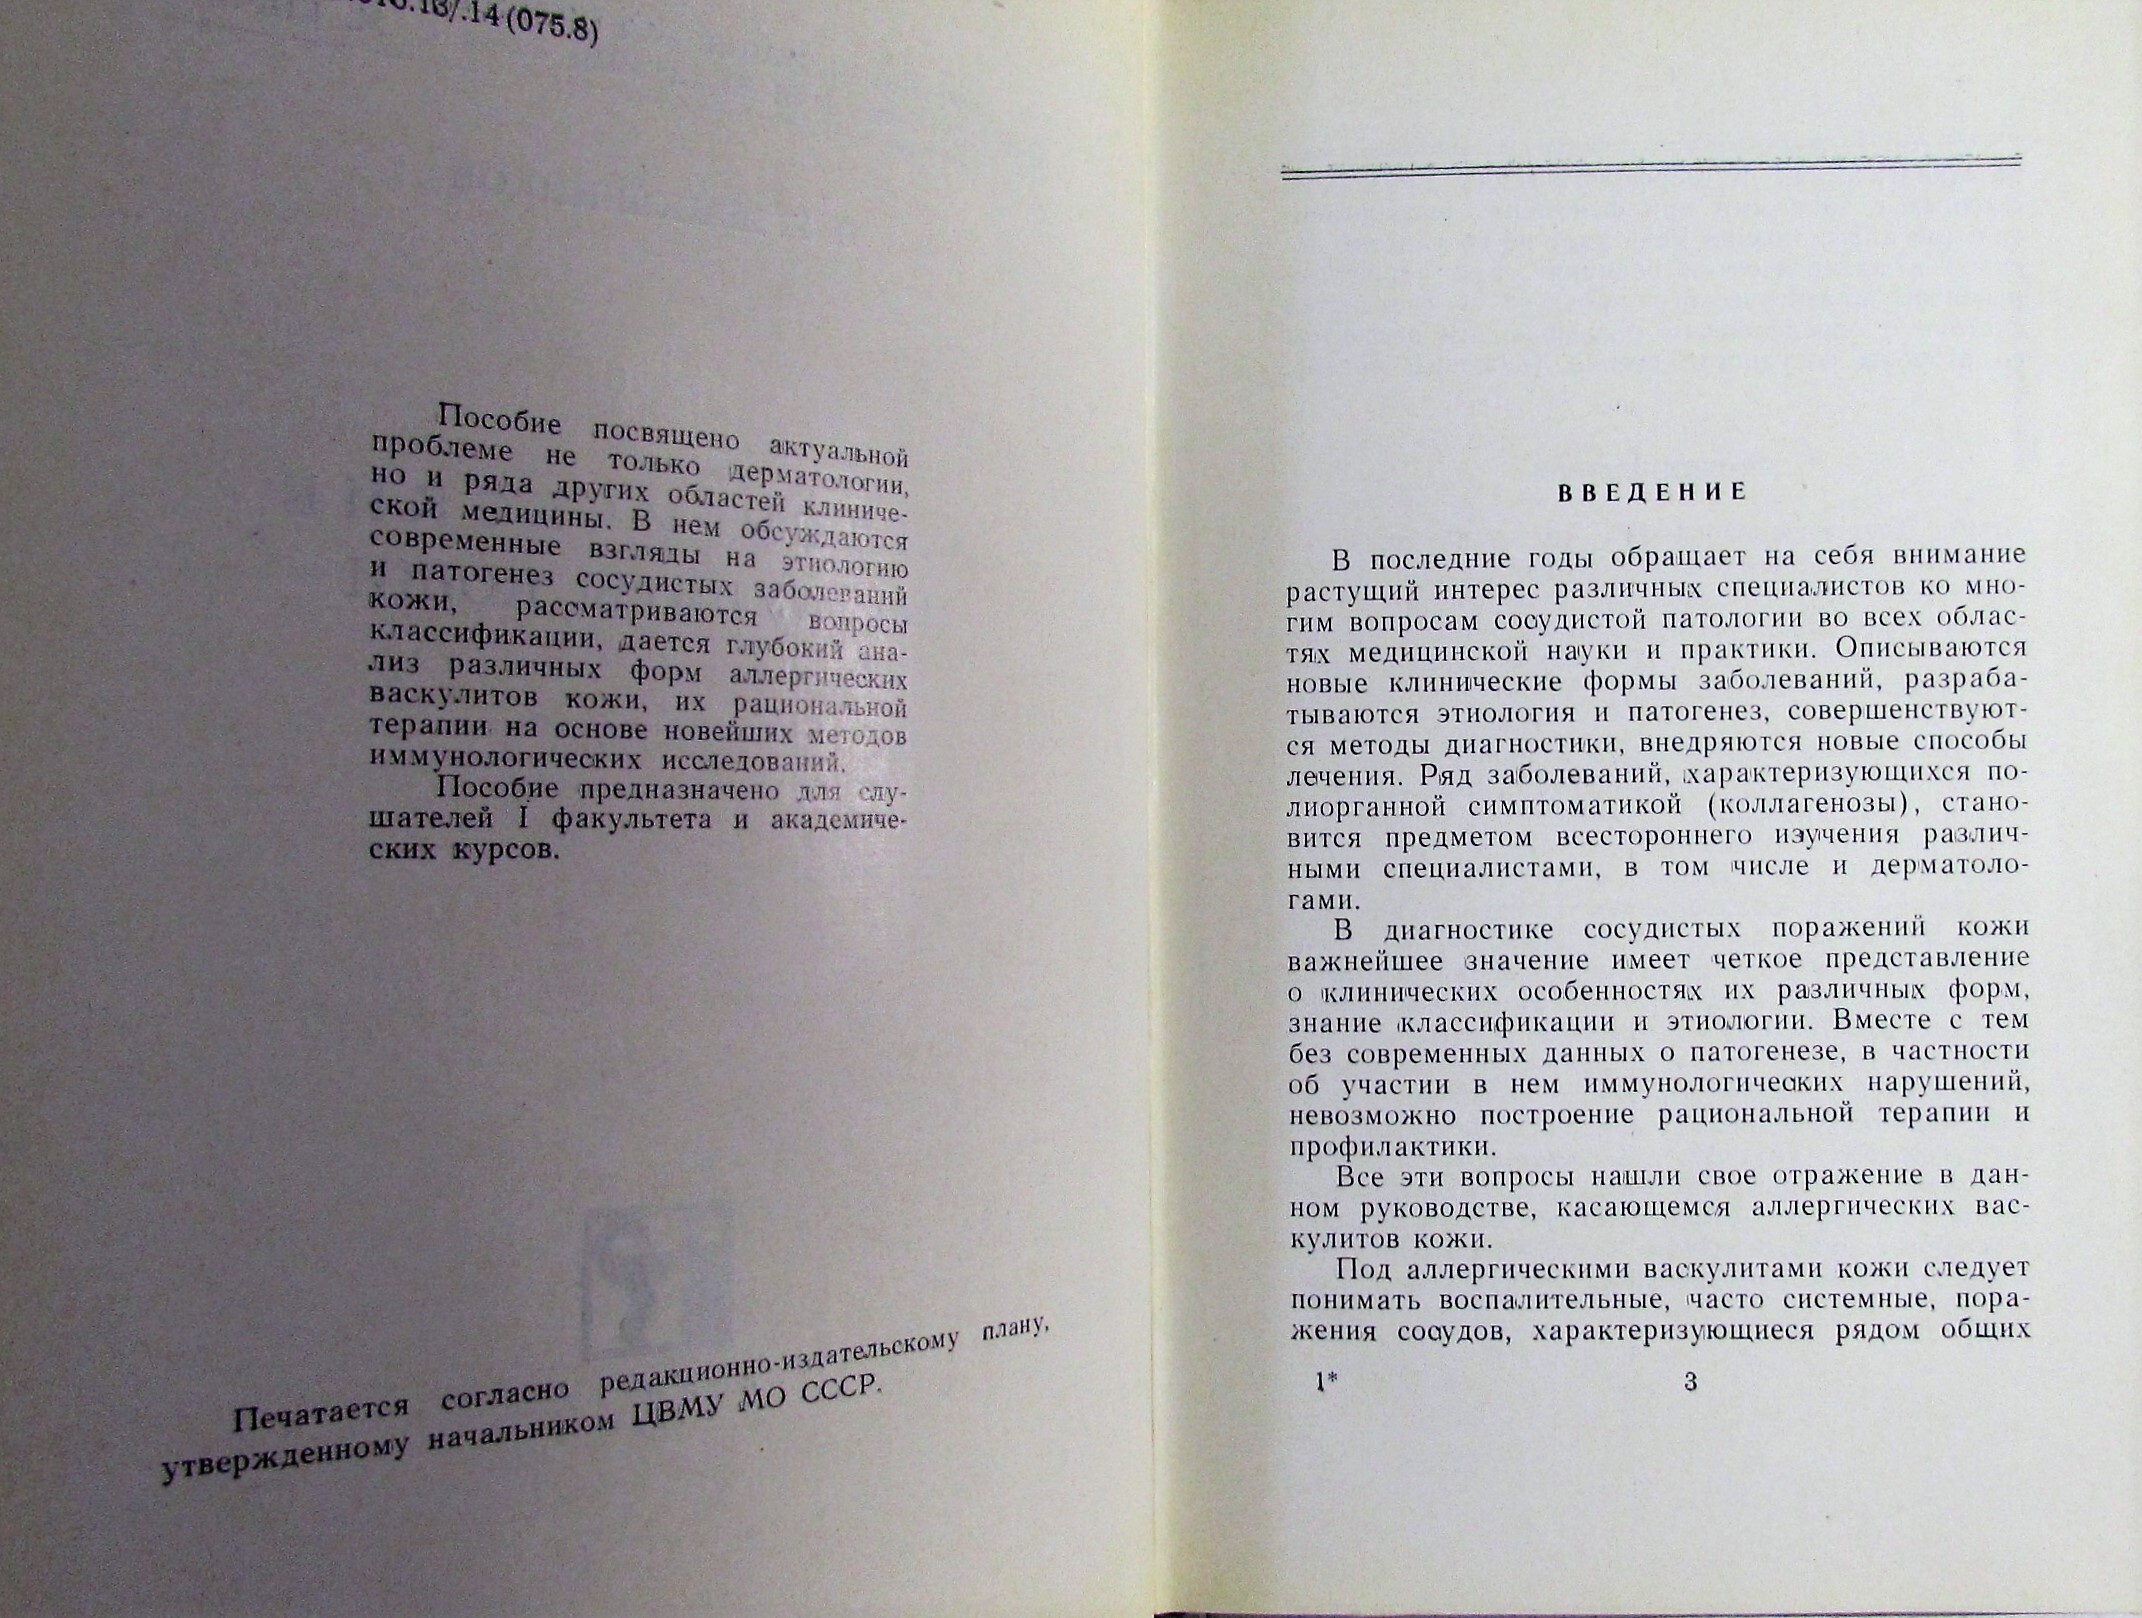 .13/.14 (075.8)
Пособие посвящено актуальной
проблеме не только дерматологии,
но и ряда других областей клиниче-
ской медицины. В нем обсуждаются
современные взгляды на этиологию
и патогенез сосудистых заболеваний
кожи, рассматриваются вопросы
классификации, дается глубокий ана-
лиз различных форм аллергических
васкулитов кожи, их рациональной
терапии на основе новейших методов
иммунологических исследований.
Пособие предназначено для слу-
шателей I факультета и академиче-
ских курсов.
Печатается согласно редакционно-издательскому плану,
утвержденному начальником ЦВМУ МО СССР.
ВВЕДЕНИЕ
В последние годы обращает на себя внимание
растущий интерес различных специалистов ко мно-
гим вопросам сосудистой патологии во всех облас-
тях медицинской науки и практики. Описываются
новые клинические формы заболеваний, разраба-
тываются этиология и патогенез, совершенствуют-
ся методы диагностики, внедряются новые способы
лечения. Ряд заболеваний, характеризующихся по-
лиорганной симптоматикой (коллагенозы), стано-
вится предметом всестороннего изучения различ-
ными специалистами, в том числе и дерматоло-
гами.
В диагностике сосудистых поражений кожи
важнейшее значение имеет четкое представление
о клинических особенностях их различных форм,
знание классификации и этиологии. Вместе с тем
без современных данных о патогенезе, в частности
об участии в нем иммунологических нарушений,
невозможно построение рациональной терапии и
профилактики.
Все эти вопросы нашли свое отражение в дан-
ном руководстве, касающемся аллергических вас-
кулитов кожи.
Под аллергическими васкулитами кожи следует
понимать воспалительные, часто системные, пора-
жения сосудов, характеризующиеся рядом общих
1* 3